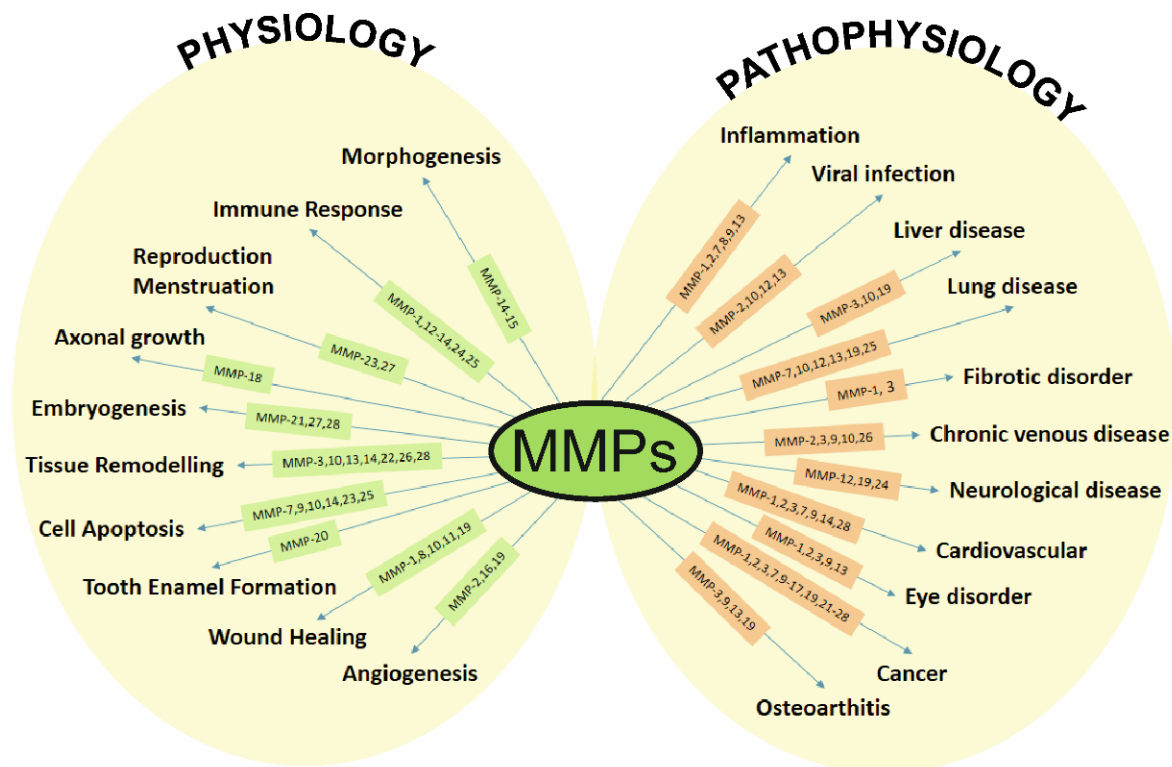 PHYSIOLOGY
Morphogenesis
MMP-14-15
Immune Response
MMP-1,12-14,24,25
Reproduction
Menstruation
MMP-23,27
Axonal growth
MMP-18
Embryogenesis
MMP-21,27,28
Tissue Remodelling
MMP-3,10,13,14,22,26,28
Cell Apoptosis
MMP-7,9,10,14,23,25
Tooth Enamel Formation
MMP-20
Wound Healing
MMP-1,8,10,11,19
Angiogenesis
MMP-2,16,19
MMPs
PATHOPHYSIOLOGY
Inflammation
MMP-1,2,7,8,9,13
Viral infection
MMP-2,10,12,13
Liver disease
MMP-3,10,19
Lung disease
MMP-7,10,12,13,19,25
Fibrotic disorder
MMP-1, 3
Chronic venous disease
MMP-2,3,9,10,26
Neurological disease
MMP-12,19,24
Cardiovascular
MMP-1,2,3,7,9,14,28
Eye disorder
MMP-1,2,3,9,13
Cancer
MMP-1,2,3,7,9-17,19,21-28
Osteoarthitis
MMP-3,9,13,19